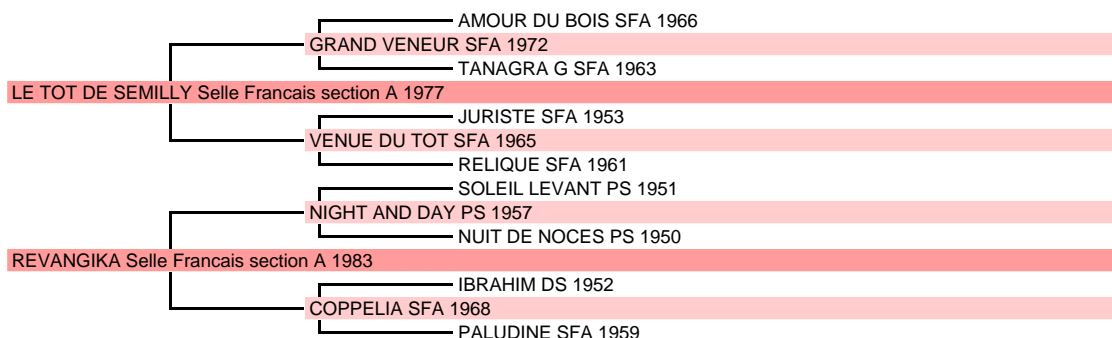 AMOUR DU BOIS SFA 1966
GRAND VENEUR SFA 1972
TANAGRA G SFA 1963
LE TOT DE SEMILLY Selle Francais section A 1977
JURISTE SFA 1953
VENUE DU TOT SFA 1965
RELIQUE SFA 1961
SOLEIL LEVANT PS 1951
NIGHT AND DAY PS 1957
NUIT DE NOCES PS 1950
REVANGIKA Selle Francais section A 1983
IBRAHIM DS 1952
COPPELIA SFA 1968
PALUDINE SFA 1959